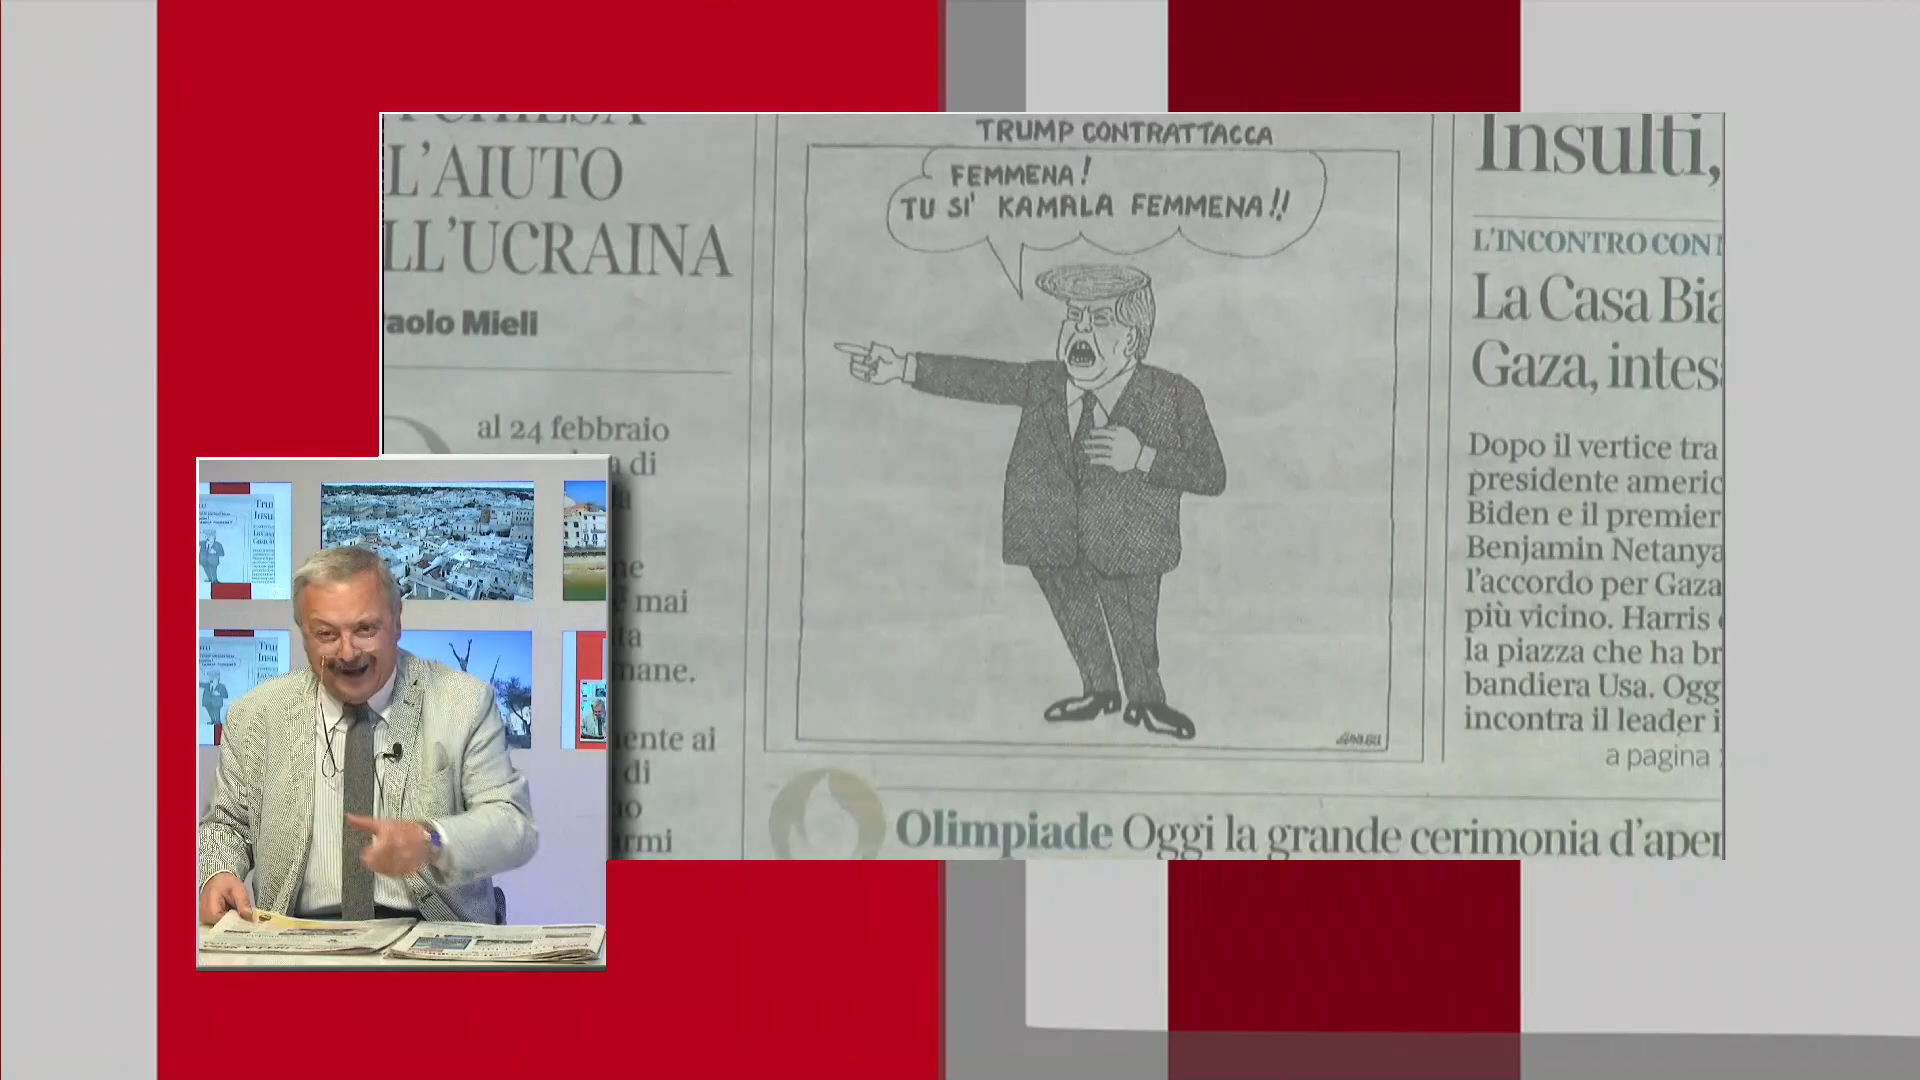 L'AIUTO
LL'UCRAINA
aolo Mieli
al 24 febbraio
di
mai
mane.
ente ai
di
armi
TRUMP CONTRATTACCA
FEMMENA!
TU SI' KAMALA FEMMENA!!
Insulti,
L'INCONTRO CON
La Casa Bia
Gaza, intes
Dopo il vertice tra
presidente americ
Biden e il premier
Benjamin Netanya
l'accordo per Gaza
più vicino. Harris
la piazza che ha br
bandiera Usa. Ogg
incontra il leader i
a pagina
Olimpiade Oggi la grande cerimonia d'aper